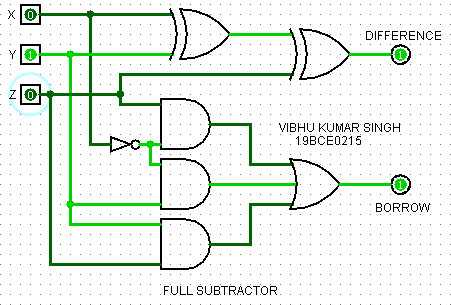 X 0
DIFFERENCE
Y 1 1
Z 0
VIBHU KUMAR SINGH
19BCE0215
1
BORROW
FULL SUBTRACTOR